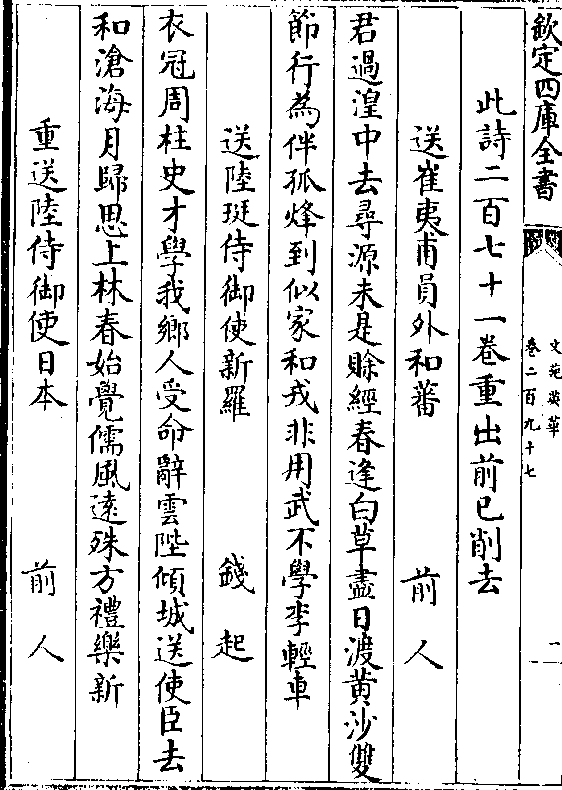 欽定四庫全書
文苑英華
卷二百九十七
二
此詩二百七十一卷重出前已削去
送崔夷甫員外和蕃 前人
君過湟中去尋源未是賒經春逢白草盡日渡黄沙雙
節行為伴孤烽到似家和戎非用武不學李輕車
送陸珽侍御使新羅 錢起
衣冠周柱史才學我鄉人受命辭雲陛傾城送使臣去
和滄海月歸思上林春始覺儒風遠殊方禮樂新
重送陸侍御使日本 前人